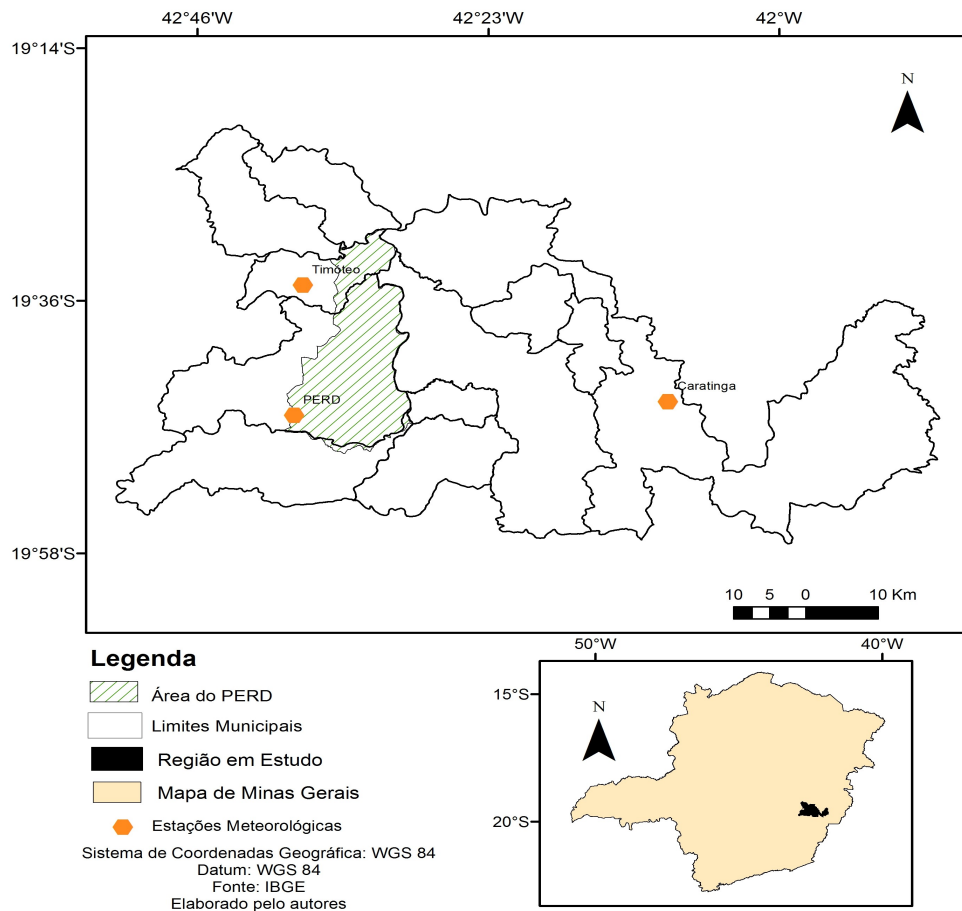 42°46'W 42°23'W 42°W
19°14'S
N
Timóteo
19°36'S
Caratinga
PERD
19°58'S
10 5 0 10 Km
Legenda
Área do PERD
Limites Municipais
Região em Estudo
Mapa de Minas Gerais
Estações Meteorológicas
Sistema de Coordenadas Geográfica: WGS 84
Datum: WGS 84
Fonte: IBGE
Elaborado pelo autores
50°W 40°W
15°S
N
20°S